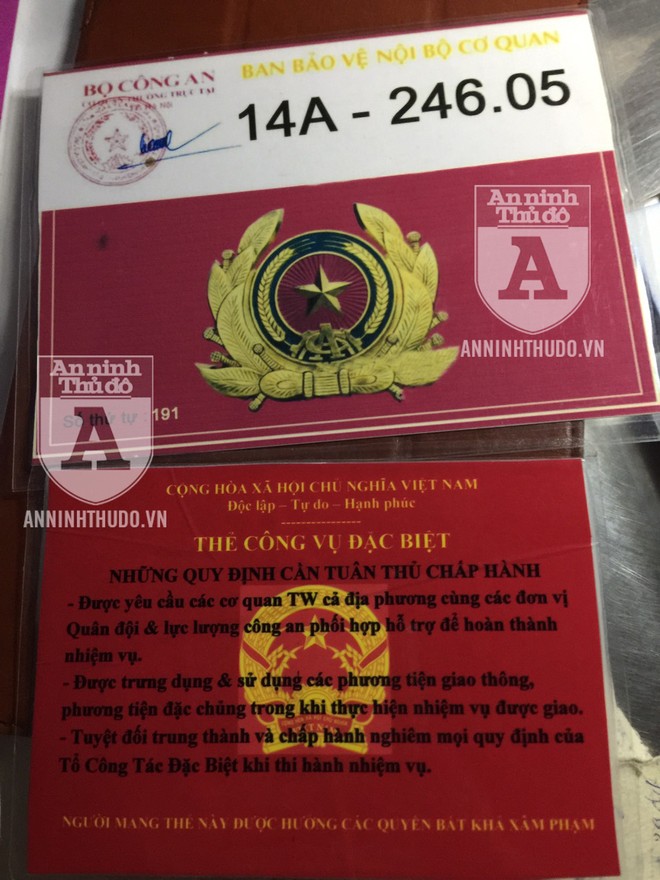 BỘ CÔNG AN
BAN BẢO VỆ NỘI BỘ CƠ QUAN
14A - 246.05
An ninh
Thủ đô
A
ANNINHTHUDO.VN
An ninh
Thủ đô
A
Số thứ tự : 191
ANNINHTHUDO.VN
CỘNG HÒA XÃ HỘI CHỦ NGHĨA VIỆT NAM
Độc lập – Tự do – Hạnh phúc
THẺ CÔNG VỤ ĐẶC BIỆT
NHỮNG QUY ĐỊNH CẦN TUÂN THỦ CHẤP HÀNH
- Được yêu cầu các cơ quan TW cả địa phương cùng các đơn vị
Quân đội & lực lượng công an phối hợp hỗ trợ để hoàn thành
nhiệm vụ.
- Được trưng dụng & sử dụng các phương tiện giao thông,
phương tiện đặc chủng trong khi thực hiện nhiệm vụ được giao.
- Tuyệt đối trung thành và chấp hành nghiêm mọi quy định của
Tổ Công Tác Đặc Biệt khi thi hành nhiệm vụ.
NGƯỜI MANG THẺ NÀY ĐƯỢC HƯỞNG CÁC QUYỀN BẤT KHẢ XÂM PHẠM